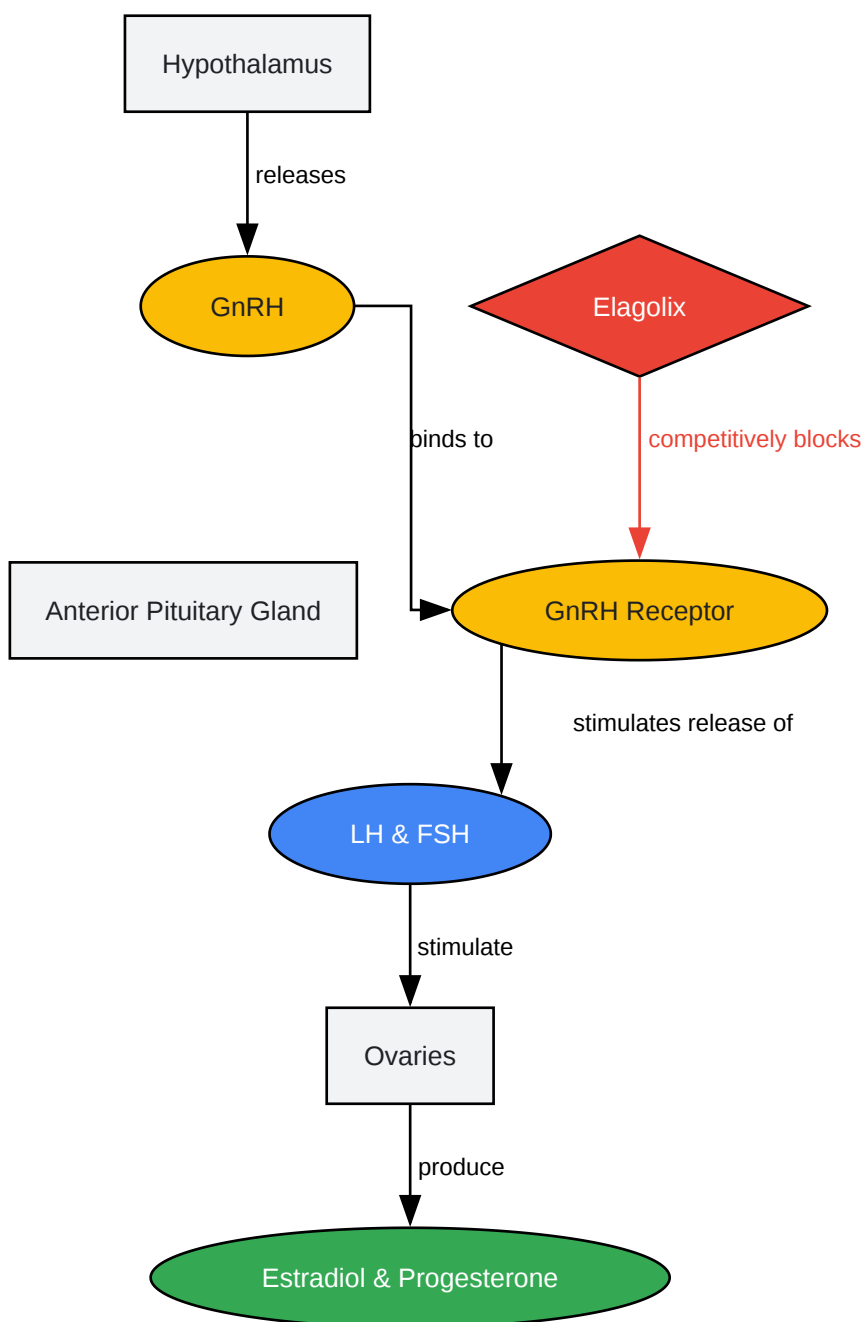 Hypothalamus
releases
GnRH
Elagolix
binds to
competitively blocks
Anterior Pituitary Gland
GnRH Receptor
stimulates release of
LH & FSH
stimulate
Ovaries
produce
Estradiol & Progesterone